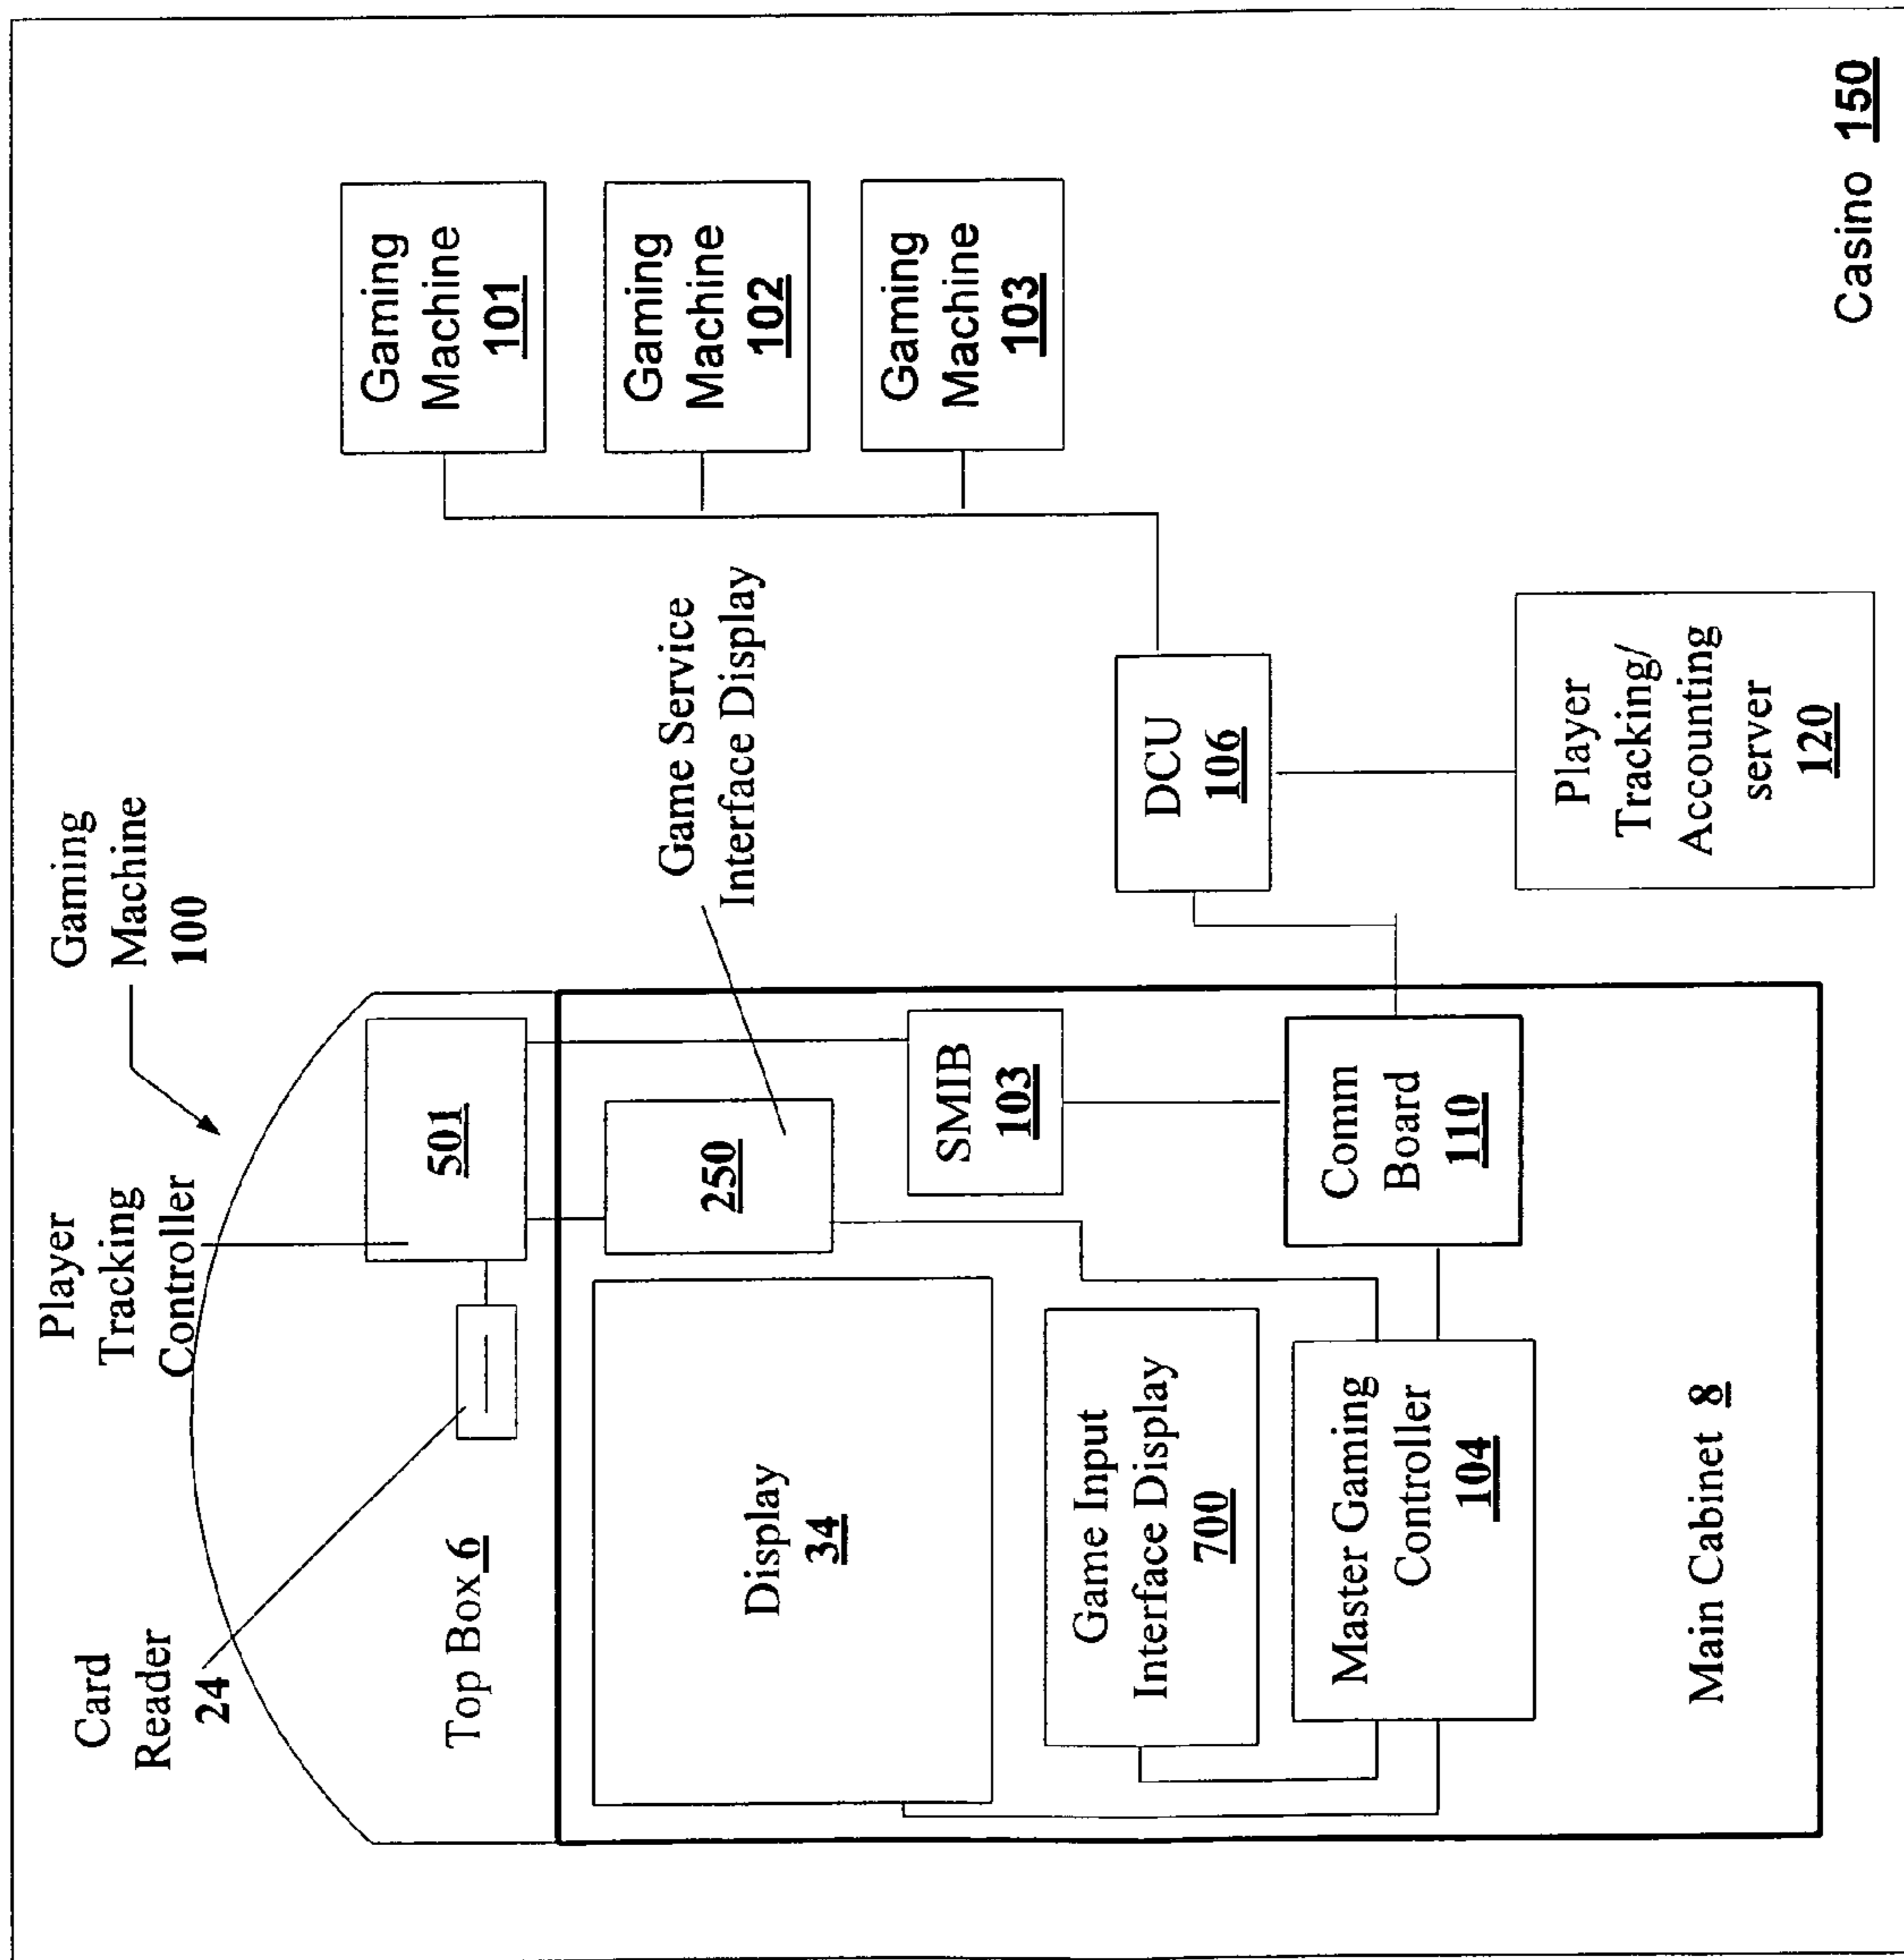 Gaming
Machine
100
Player
Tracking
Controller
Card
Reader
24
Top Box 6
501
250
Game Service
Interface Display
Display
34
SMIB
103
Game Input
Interface Display
700
Master Gaming
Controller
104
Comm
Board
110
Main Cabinet 8
Gaming
Machine
101
Gaming
Machine
102
Gaming
Machine
103
DCU
106
Player
Tracking/
Accounting
server
120
Casino 150